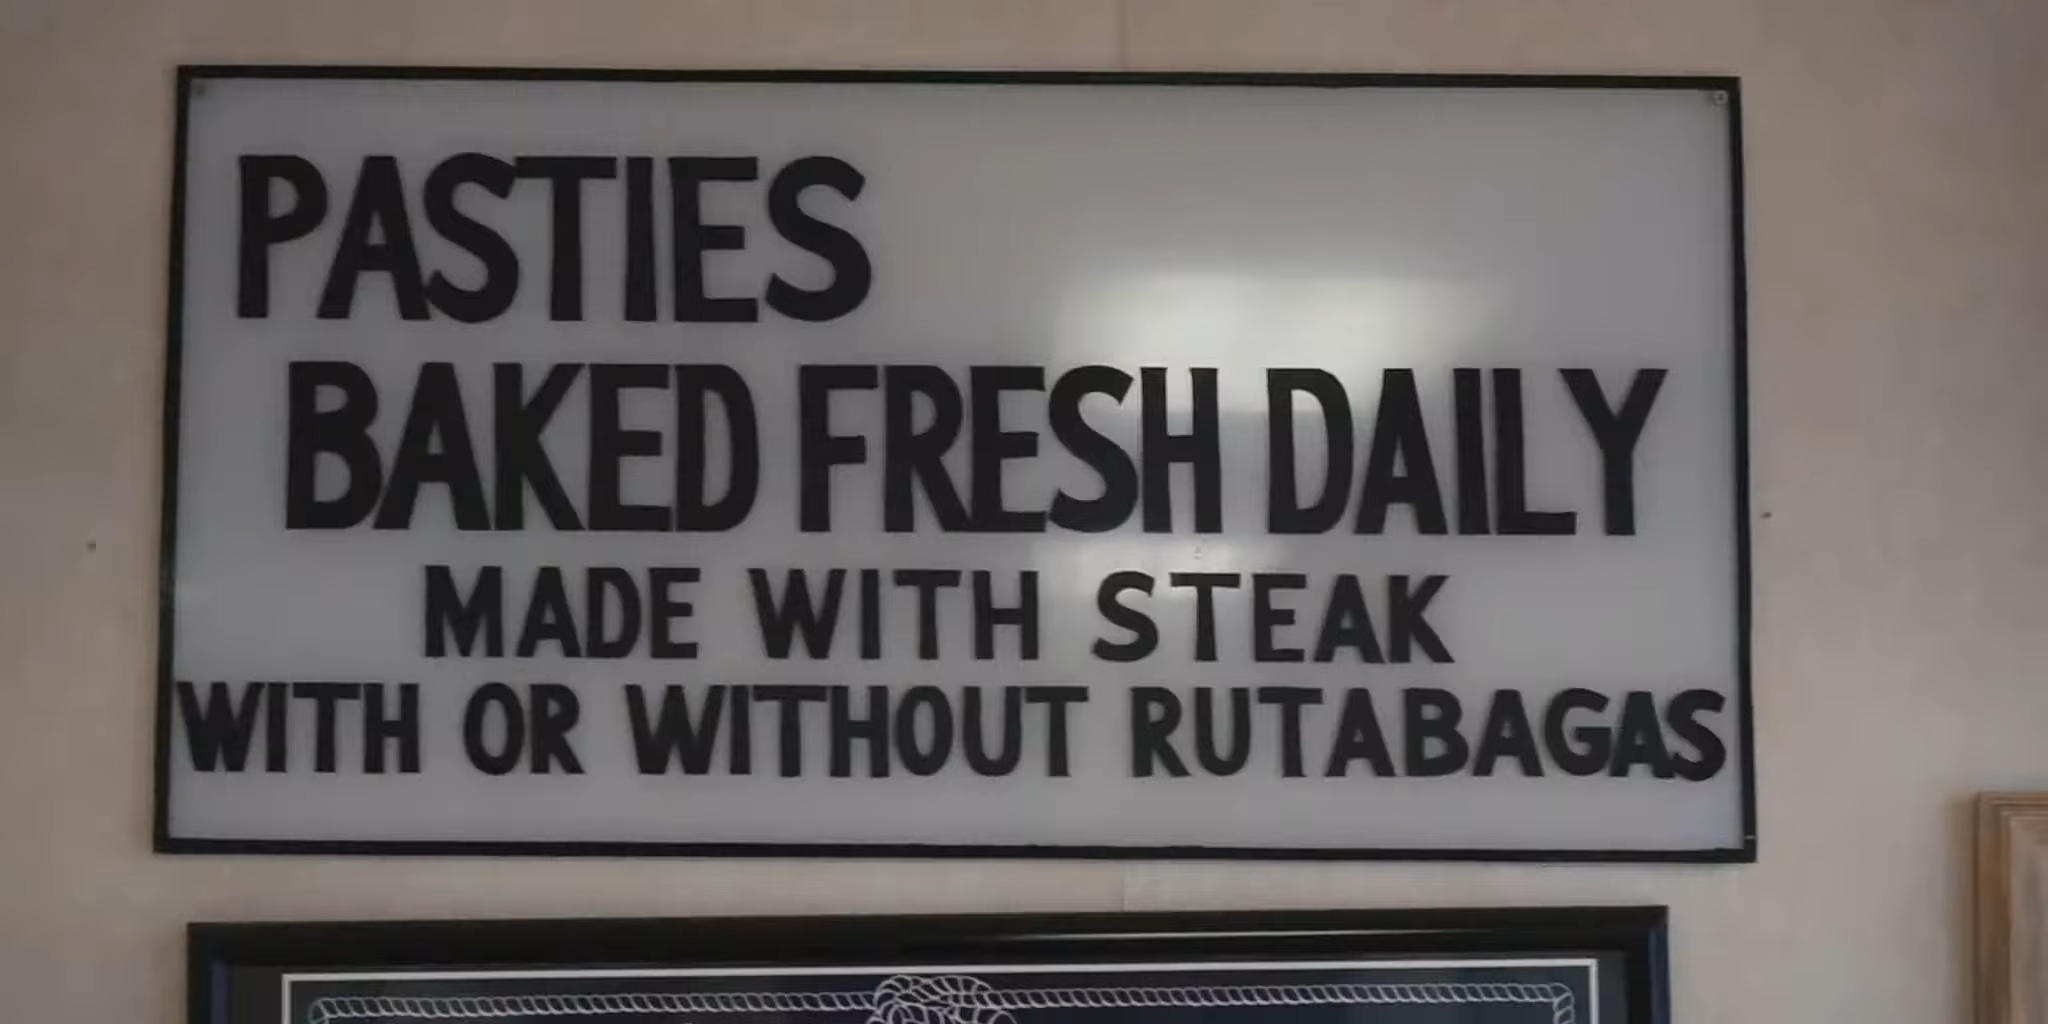 PASTIES
BAKED FRESH DAILY
MADE WITH STEAK
WITH OR WITHOUT RUTABAGAS